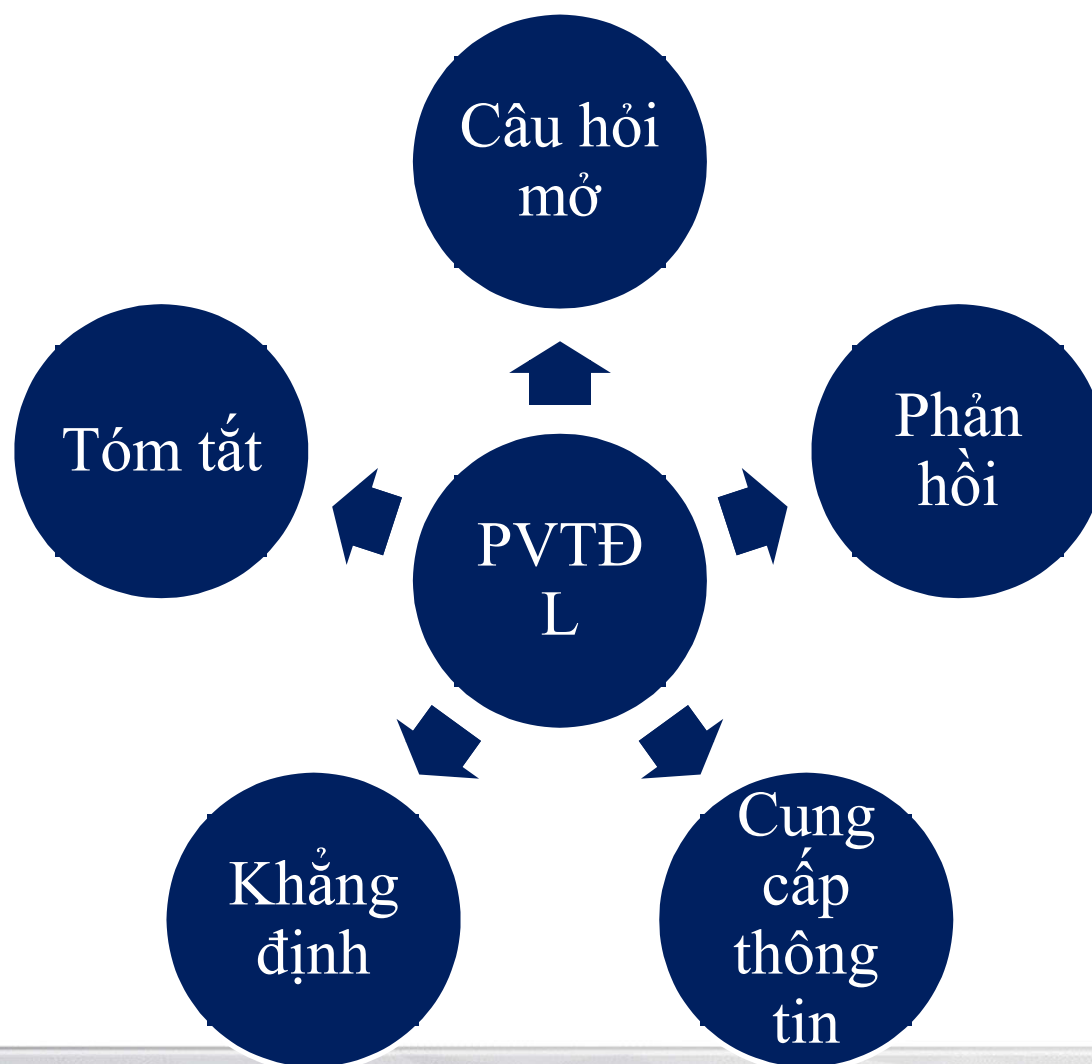 Câu hỏi
mở
Phản
hồi
Tóm tắt
PVTĐ
L
Khẳng
định
Cung
cấp
thông
tin